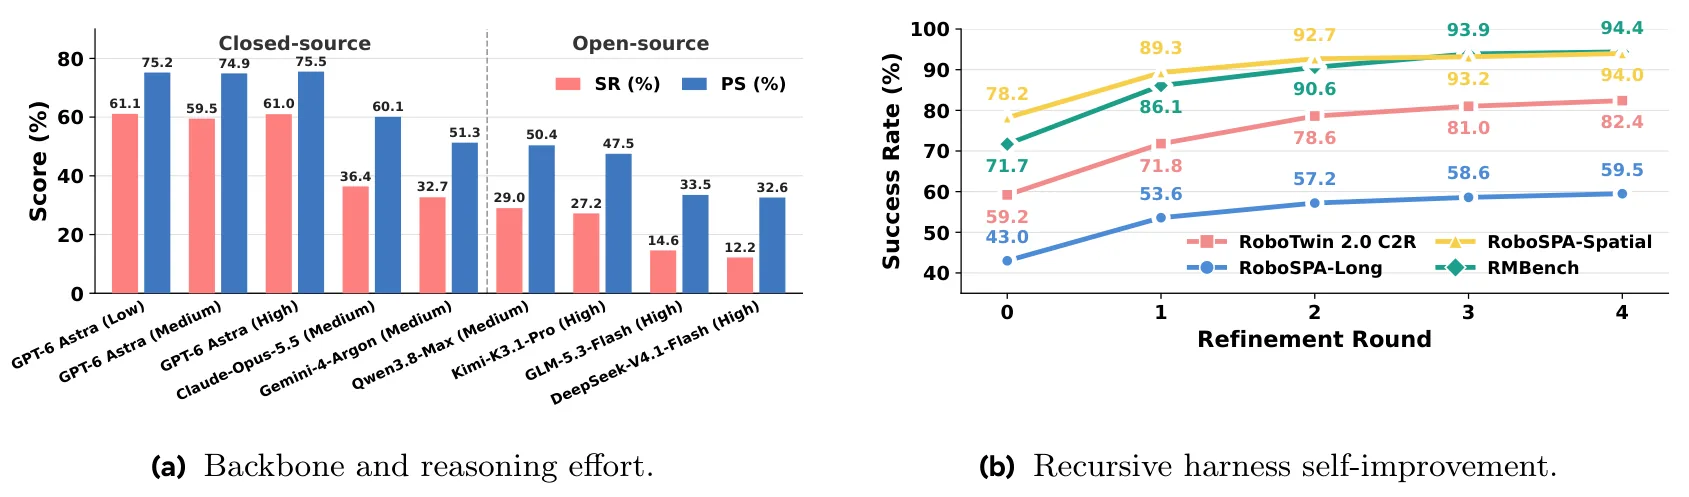 Closed-source
Open-source
SR (%)
PS (%)
Score (%)
80
60
40
20
0
61.1
75.2
59.5
74.9
61.0
75.5
36.4
60.1
32.7
51.3
29.0
50.4
27.2
47.5
14.6
33.5
12.2
32.6
GPT-6 Astra (Low)
GPT-6 Astra (Medium)
GPT-6 Astra (High)
Claude-Opus-5.5 (Medium)
Gemini-4-Argon (Medium)
Qwen3.8-Max (Medium)
Kimi-K3.1-Pro (High)
GLM-5.3-Flash (High)
DeepSeek-V4.1-Flash (High)
(a) Backbone and reasoning effort.
Success Rate (%)
100
90
80
70
60
50
40
78.2
89.3
92.7
93.2
94.0
71.7
86.1
90.6
93.9
94.4
59.2
71.8
78.6
81.0
82.4
43.0
53.6
57.2
58.6
59.5
RoboTwin 2.0 C2R
RoboSPA-Spatial
RoboSPA-Long
RMBench
0
1
2
3
4
Refinement Round
(b) Recursive harness self-improvement.